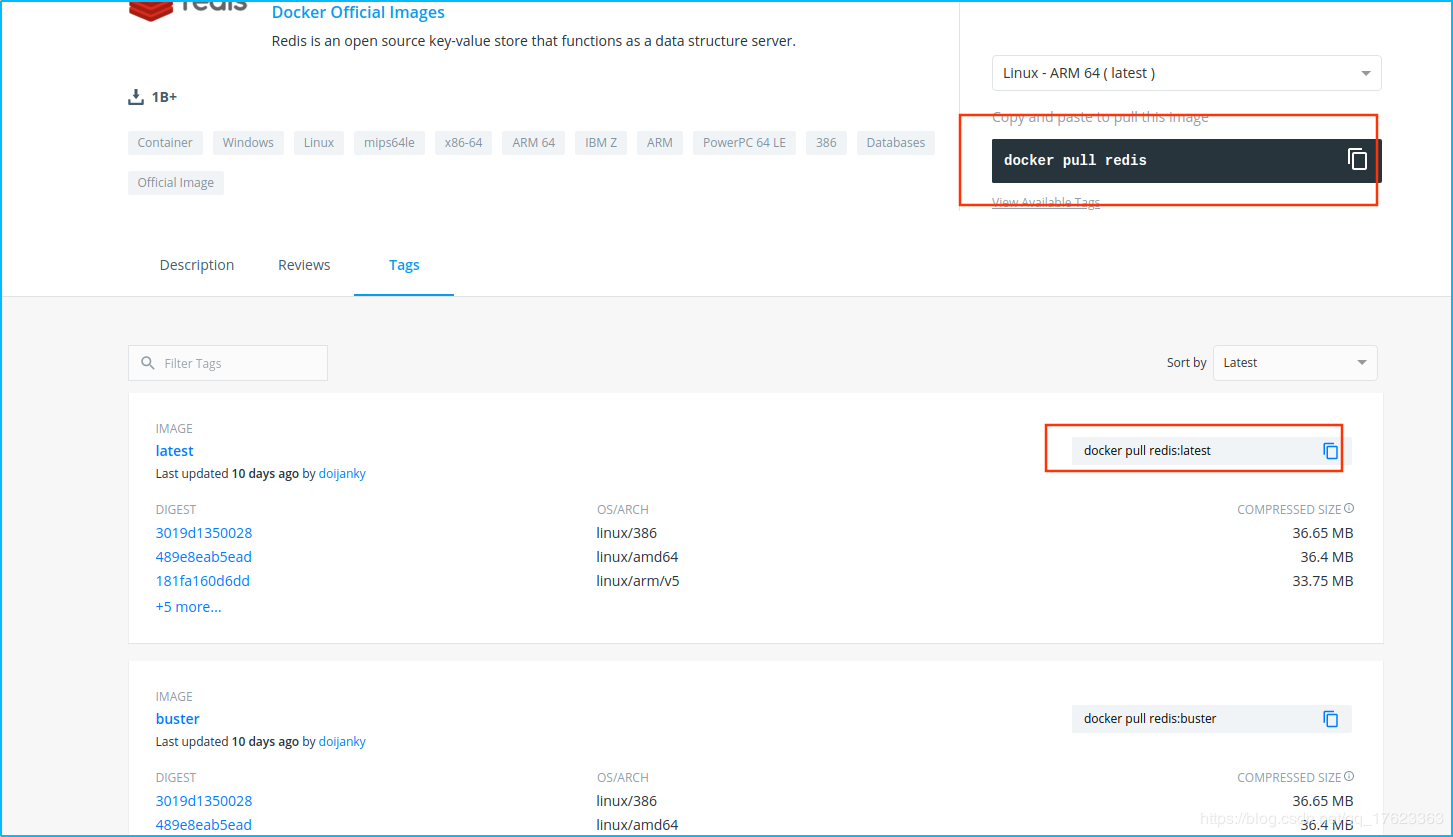 redis
Docker Official Images
Redis is an open source key-value store that functions as a data structure server.
1B+
Container Windows Linux mips64le x86-64 ARM 64 IBM Z ARM PowerPC 64 LE 386 Databases
Official Image
Linux - ARM 64 ( latest )
Copy and paste to pull this image
docker pull redis
View Available Tags
Description Reviews Tags
Filter Tags
Sort by Latest
IMAGE
latest
Last updated 10 days ago by doijanky
docker pull redis:latest
DIGEST OS/ARCH COMPRESSED SIZE
3019d1350028 linux/386 36.65 MB
489e8eab5ead linux/amd64 36.4 MB
181fa160d6dd linux/arm/v5 33.75 MB
+5 more...
IMAGE
buster
Last updated 10 days ago by doijanky
docker pull redis:buster
DIGEST OS/ARCH COMPRESSED SIZE
3019d1350028 linux/386 36.65 MB
489e8eab5ead linux/amd64 36.4 MB